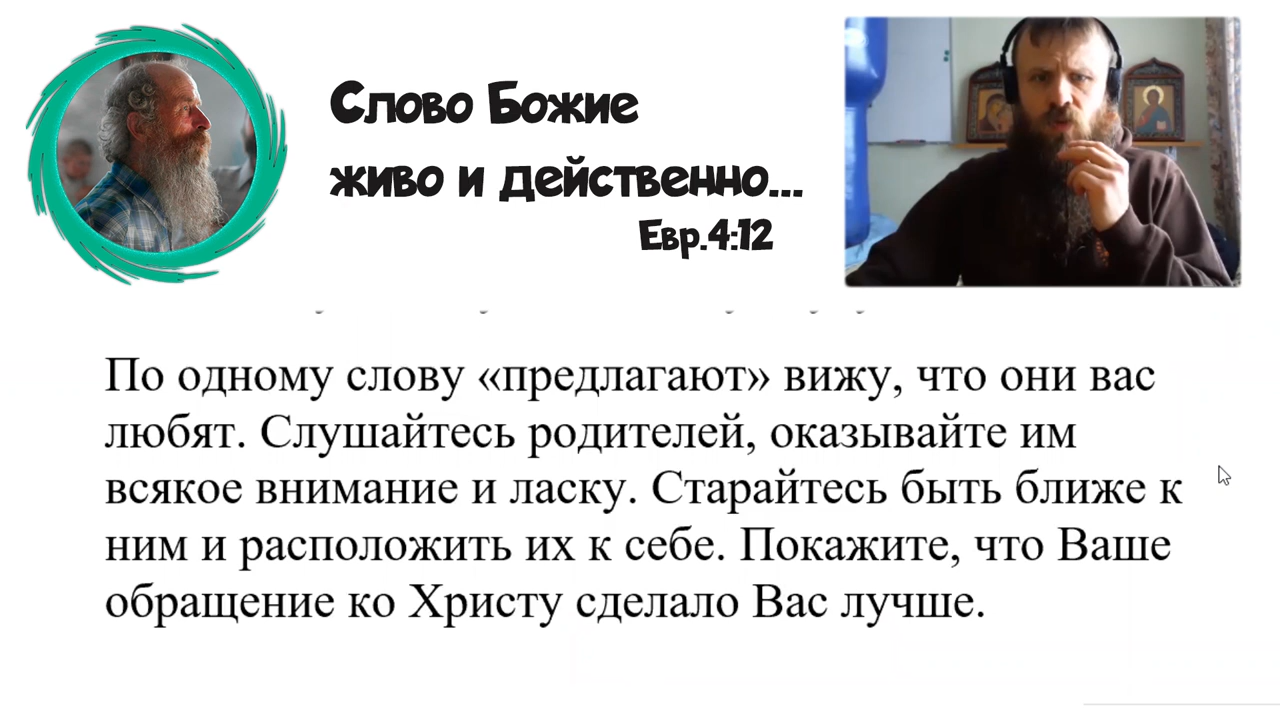 Слово Божие
живо и действенно...
Евр.4:12
По одному слову «предлагают» вижу, что они вас
любят. Слушайтесь родителей, оказывайте им
всякое внимание и ласку. Старайтесь быть ближе к
ним и расположить их к себе. Покажите, что Ваше
обращение ко Христу сделало Вас лучше.